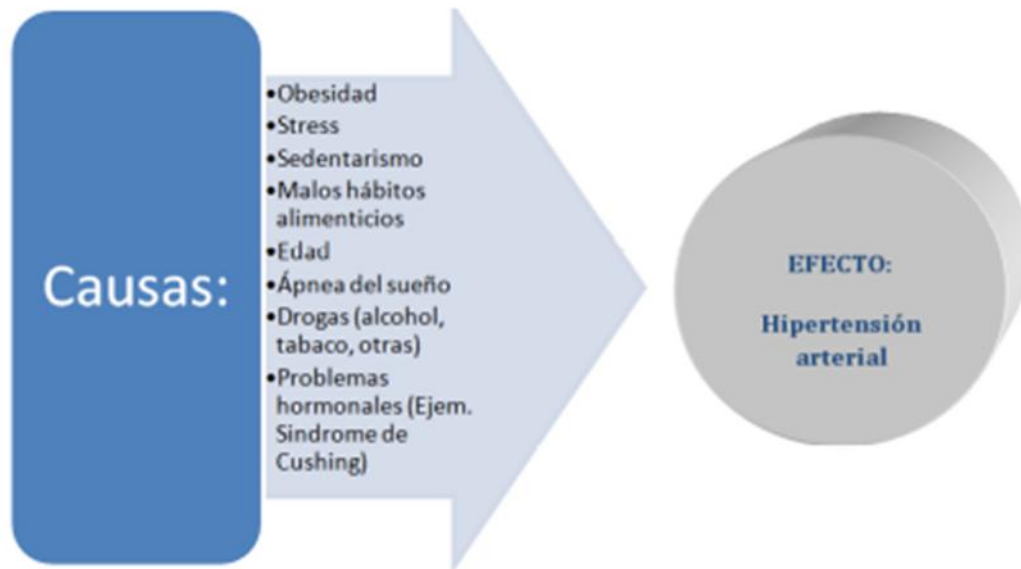 Causas:
•Obesidad
•Stress
•Sedentarismo
•Malos hábitos
alimenticios
•Edad
•Ápnea del sueño
•Drogas (alcohol,
tabaco, otras)
•Problemas
hormonales (Ejem.
Sindrome de
Cushing)
EFECTO:
Hipertensión
arterial